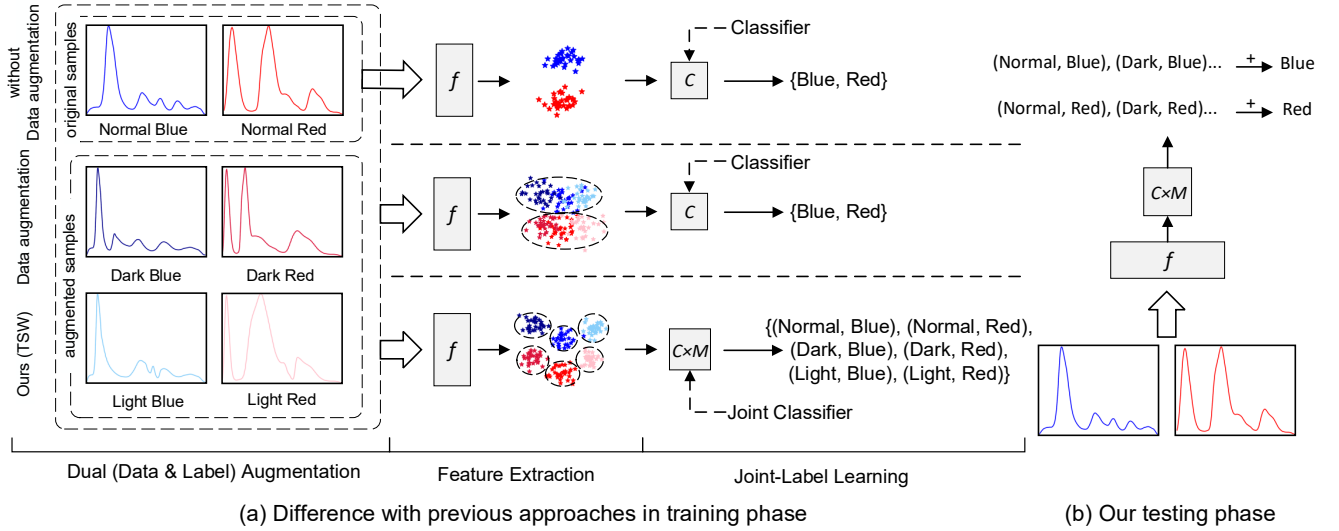 without
Data augmentation
original samples
Normal Blue
Normal Red
f
Classifier
C
{Blue, Red}
Data augmentation
augmented samples
Dark Blue
Dark Red
f
Classifier
C
{Blue, Red}
Ours (TSW)
Light Blue
Light Red
f
C×M
Joint Classifier
{(Normal, Blue), (Normal, Red),
(Dark, Blue), (Dark, Red),
(Light, Blue), (Light, Red)}
Dual (Data & Label) Augmentation
Feature Extraction
Joint-Label Learning
(a) Difference with previous approaches in training phase
(Normal, Blue), (Dark, Blue)... + Blue
(Normal, Red), (Dark, Red)... + Red
C×M
f
(b) Our testing phase